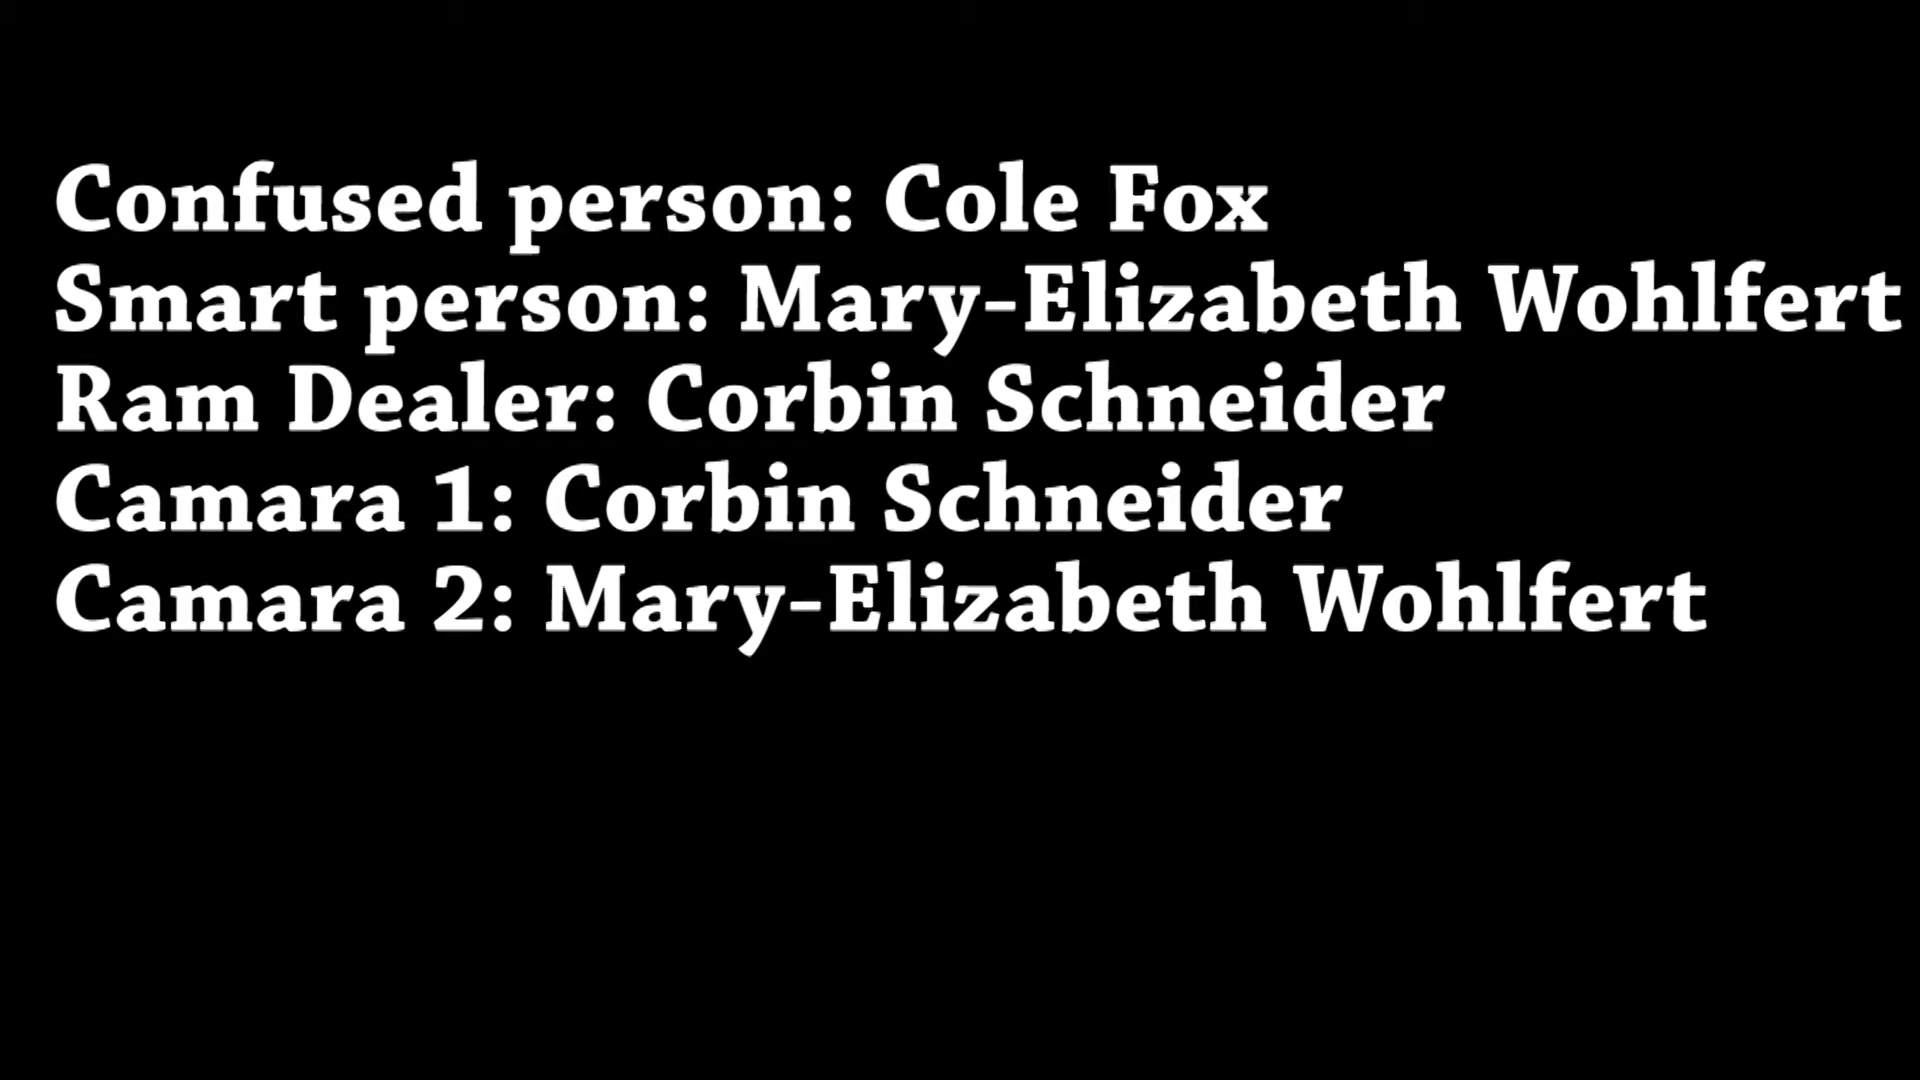 Confused person: Cole Fox
Smart person: Mary-Elizabeth Wohlfert
Ram Dealer: Corbin Schneider
Camara 1: Corbin Schneider
Camara 2: Mary-Elizabeth Wohlfert